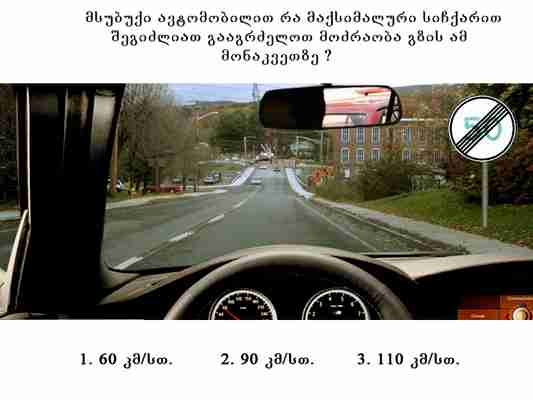 მსუბუქი ავტომობილით რა მაქსიმალური სიჩქარით
შეგიძლიათ გააგრძელოთ მოძრაობა გზის ამ
მონაკვეთზე ?
50
1. 60 კმ/სთ. 2. 90 კმ/სთ. 3. 110 კმ/სთ.